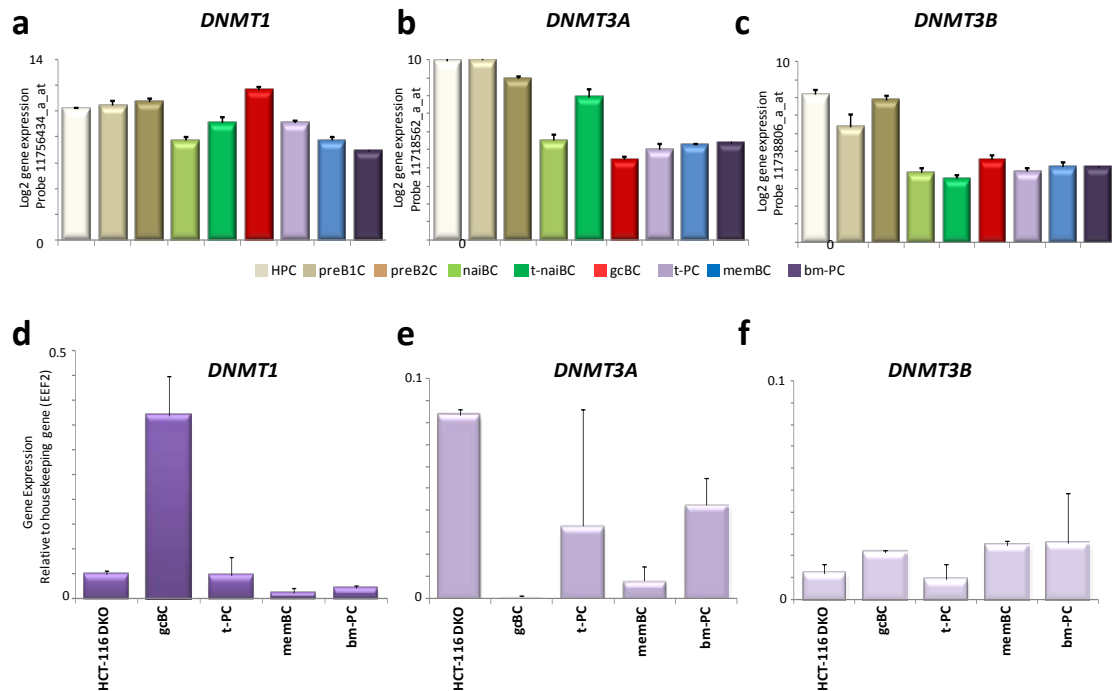 a
DNMT1
14
0
Log2 gene expression
Probe 11756434_a_at
b
DNMT3A
10
0
Log2 gene expression
Probe 11718562_a_at
c
DNMT3B
10
0
Log2 gene expression
Probe 11738806_a_at
HPC preB1C preB2C naiBC t-naiBC gcBC t-PC memBC bm-PC
d
DNMT1
0.5
0
Gene Expression
Relative to housekeeping gene (EEF2)
HCT-116 DKO
gcBC
t-PC
memBC
bm-PC
e
DNMT3A
0.1
0
HCT-116 DKO
gcBC
t-PC
memBC
bm-PC
f
DNMT3B
0.1
0
HCT-116 DKO
gcBC
t-PC
memBC
bm-PC